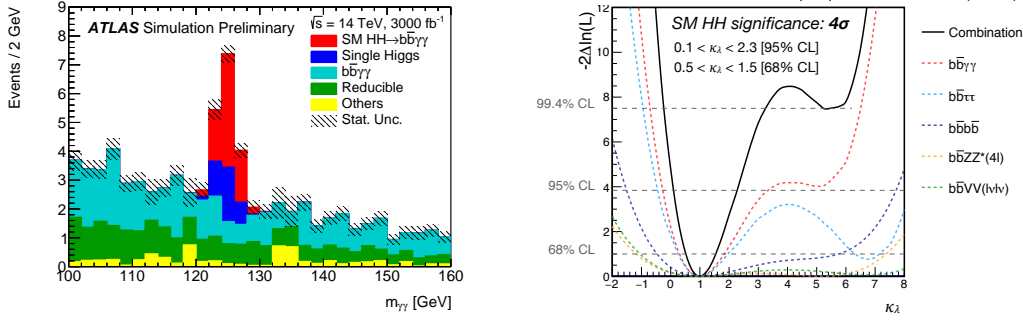 ATLAS Simulation Preliminary
√s = 14 TeV, 3000 fb⁻¹
SM HH→bb̄γγ
Single Higgs
bb̄γγ
Reducible
Others
Stat. Unc.
Events / 2 GeV
9
8
7
6
5
4
3
2
1
0
100 110 120 130 140 150 160
m_γγ [GeV]
SM HH significance: 4σ
0.1 < κ_λ < 2.3 [95% CL]
0.5 < κ_λ < 1.5 [68% CL]
-2Δln(L)
99.4% CL
95% CL
68% CL
12
10
8
6
4
2
0
−2 −1 0 1 2 3 4 5 6 7 8
κ_λ
Combination
bb̄γγ
bb̄ττ
bb̄bb̄
bb̄ZZ*(4l)
bb̄VV(lνlν)